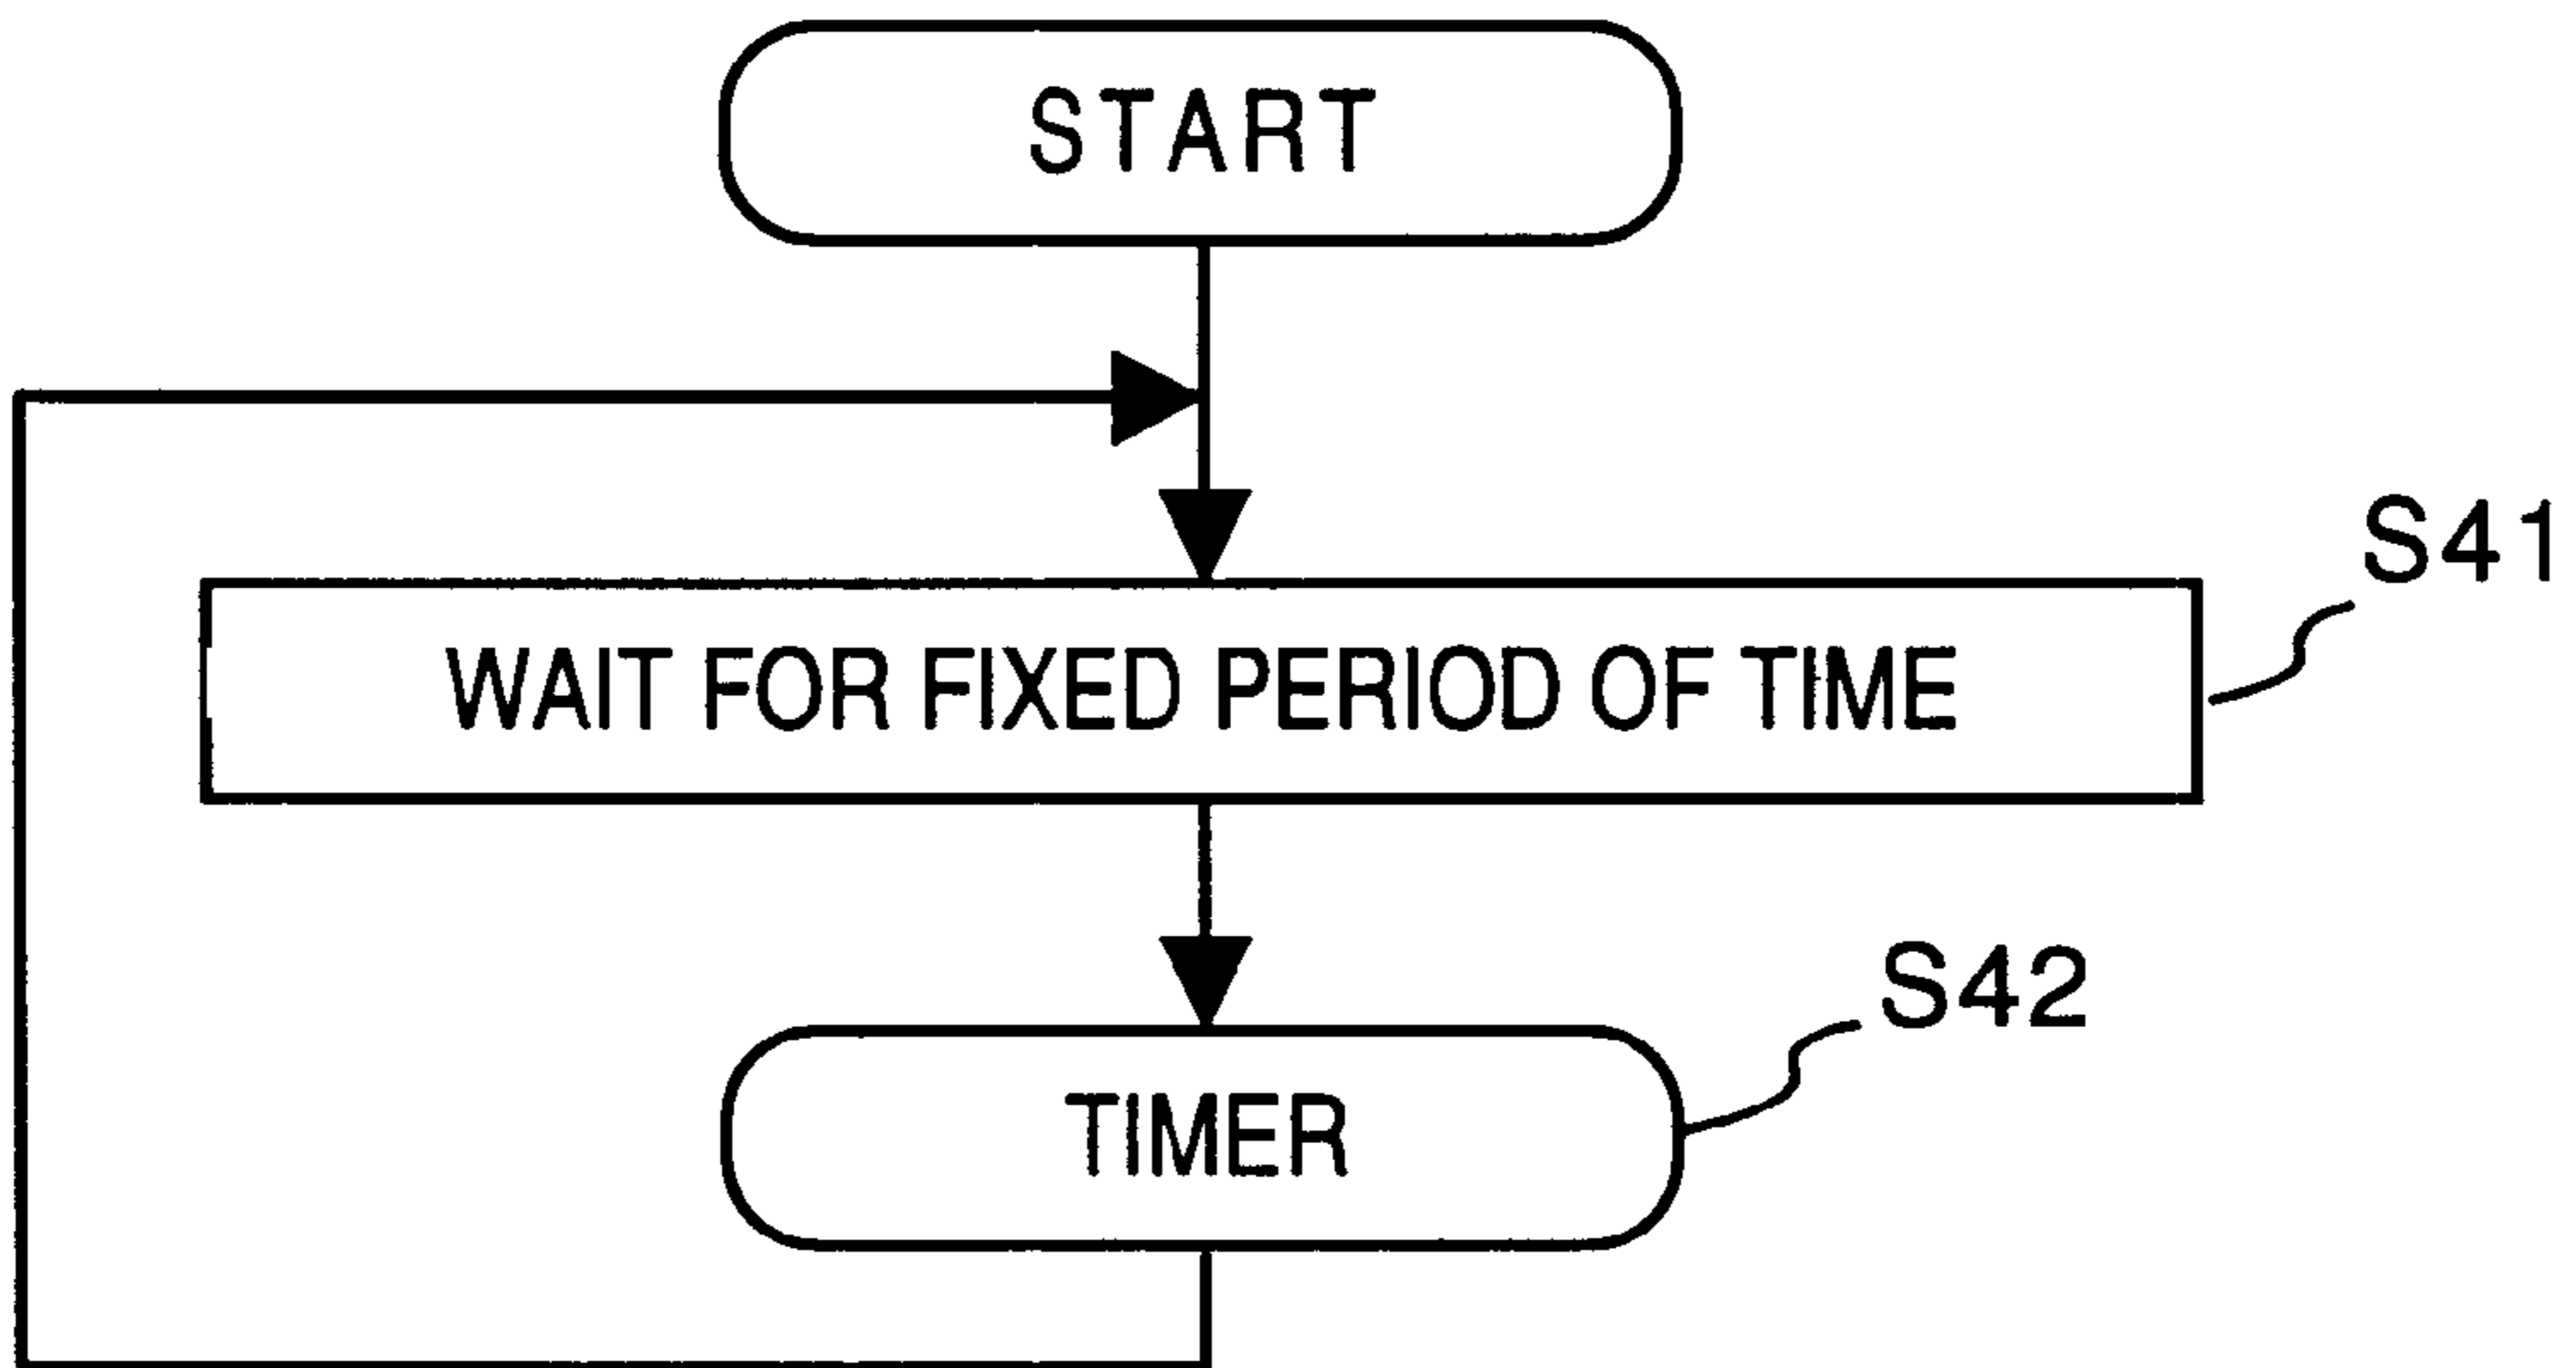 START
S41
WAIT FOR FIXED PERIOD OF TIME
S42
TIMER